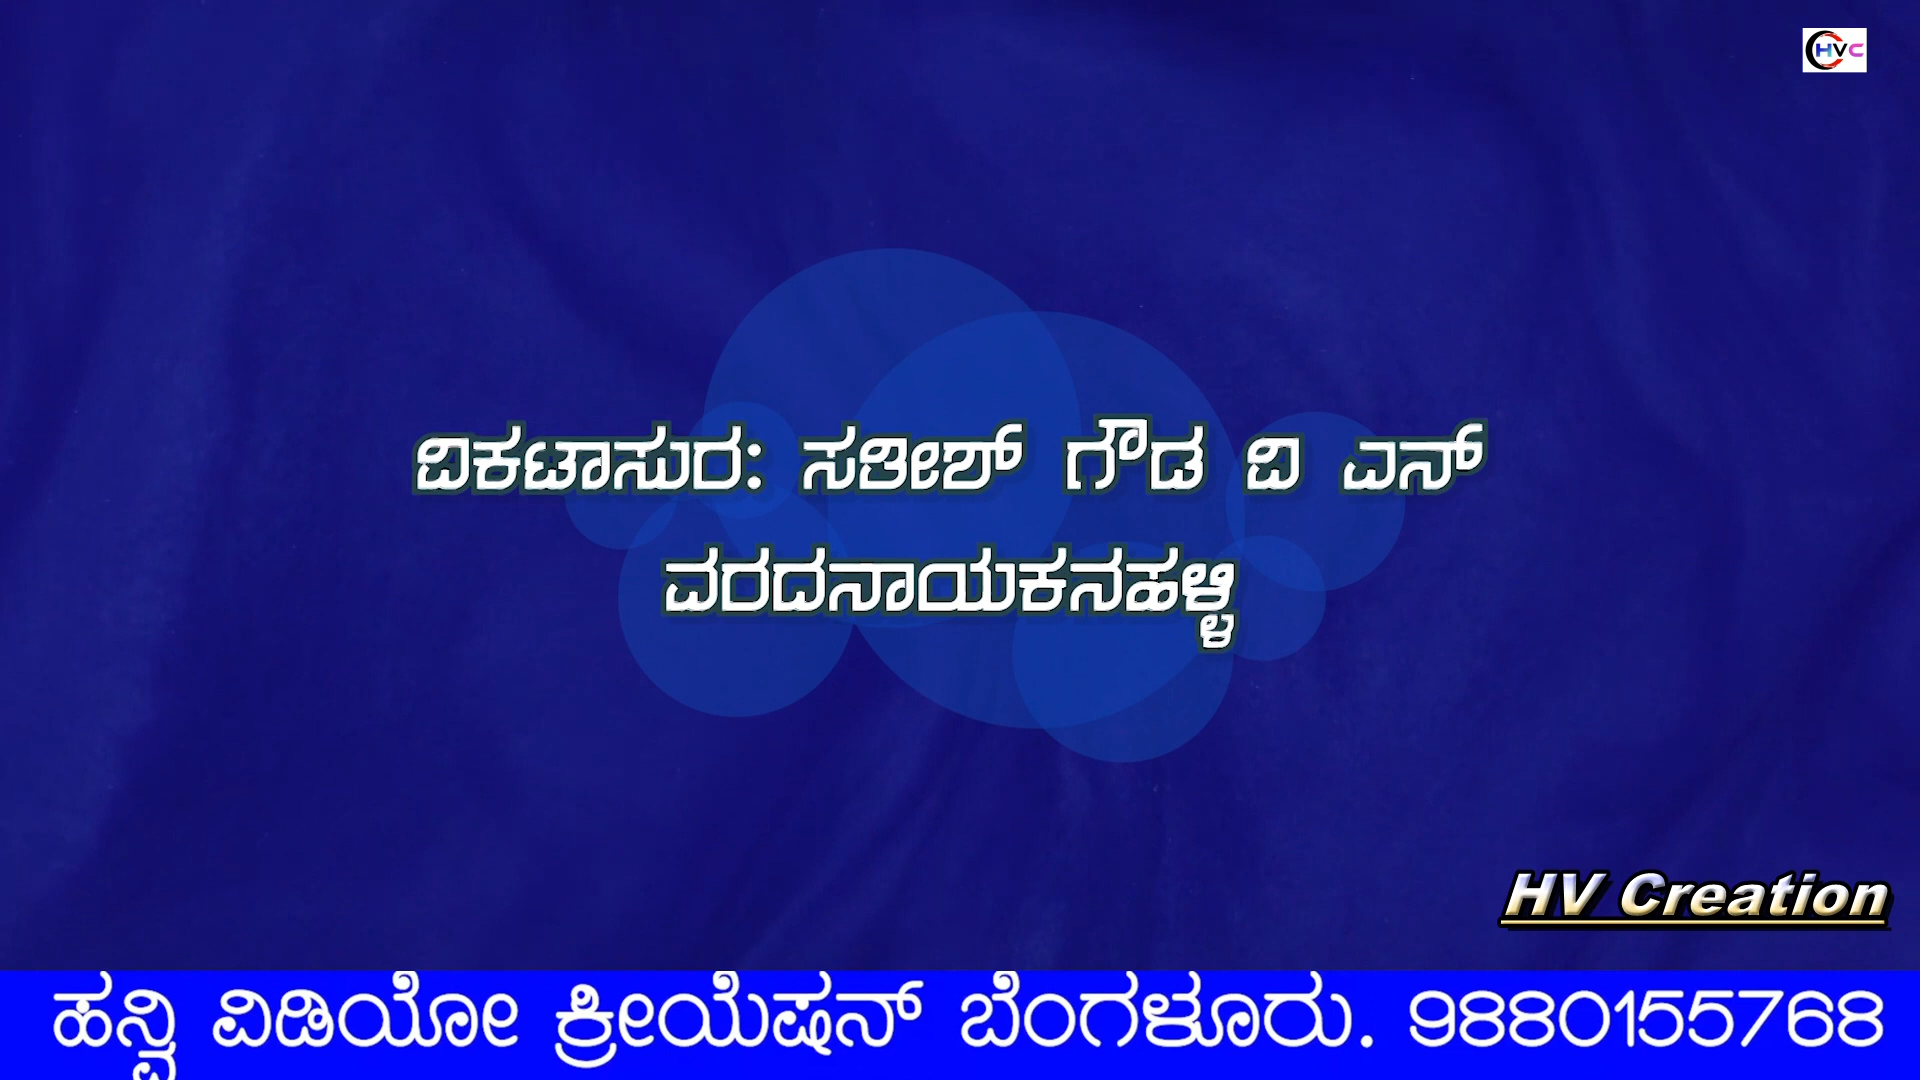 HVC
ವಿಕಟಾಸುರ: ಸತೀಶ್ ಗೌಡ ವಿ ಎನ್
ವರದನಾಯಕನಹಳ್ಳಿ
HV Creation
ಹನ್ವಿ ವಿಡಿಯೋ ಕ್ರೀಯೆಷನ್ ಬೆಂಗಳೂರು. 9880155768